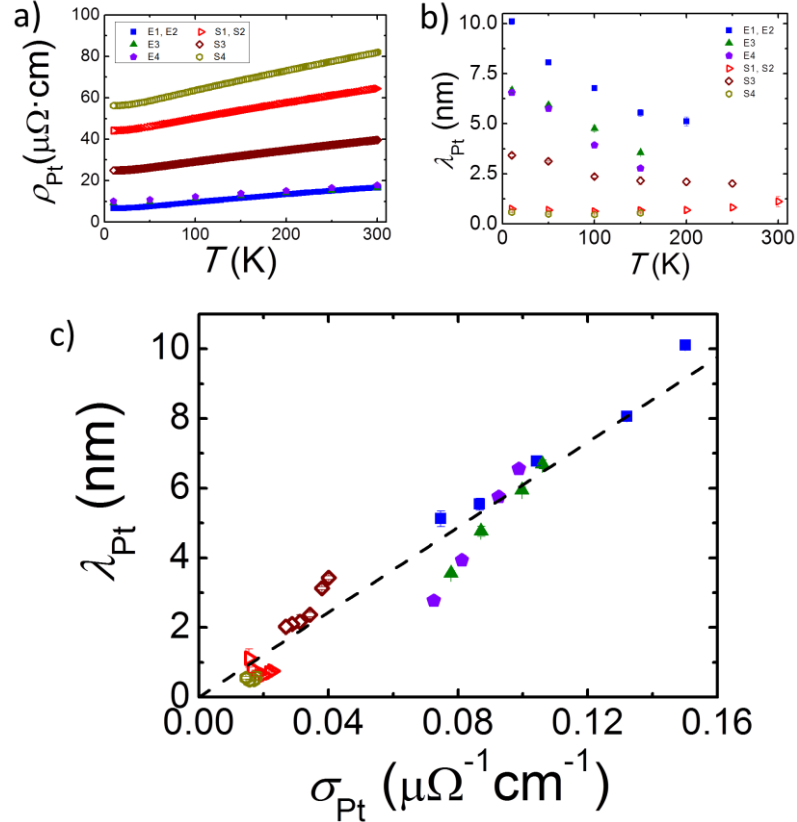 a)
100
80
60
40
20
0
ρPt(μΩ·cm)
0
100
200
300
T (K)
E1, E2
E3
E4
S1, S2
S3
S4
b)
10.0
7.5
5.0
2.5
0.0
λPt (nm)
0
100
200
300
T (K)
E1, E2
E3
E4
S1, S2
S3
S4
c)
10
8
6
4
2
0
λPt (nm)
0.00
0.04
0.08
0.12
0.16
σPt (μΩ⁻¹cm⁻¹)